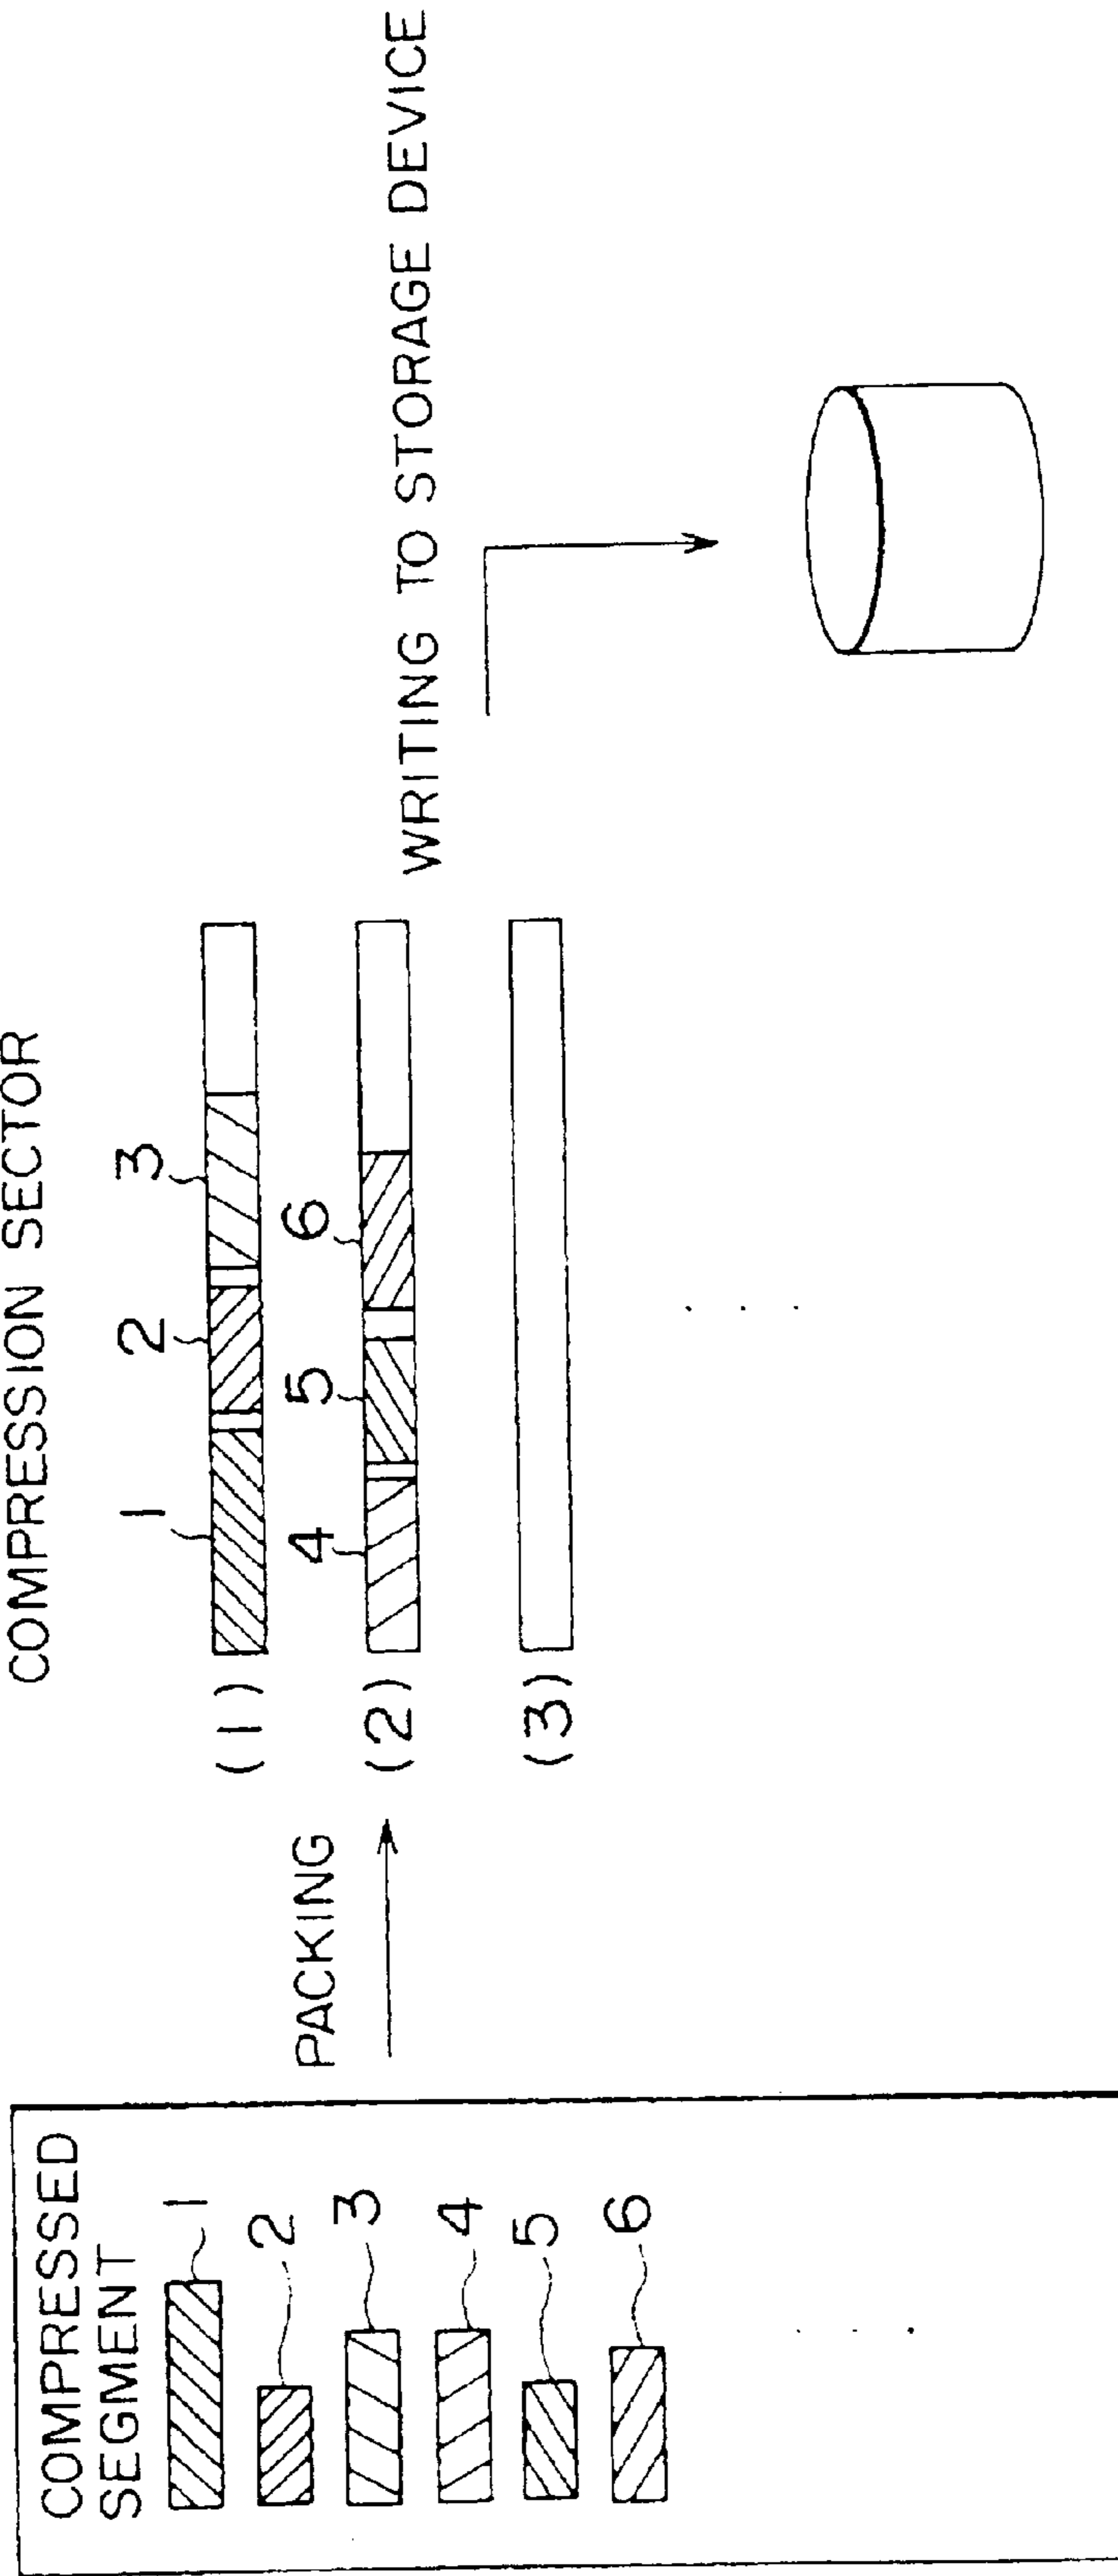 COMPRESSED
SEGMENT
1
2
3
4
5
6
PACKING
COMPRESSION SECTOR
(1)
1 2 3
(2)
4 5 6
(3)
WRITING TO STORAGE DEVICE